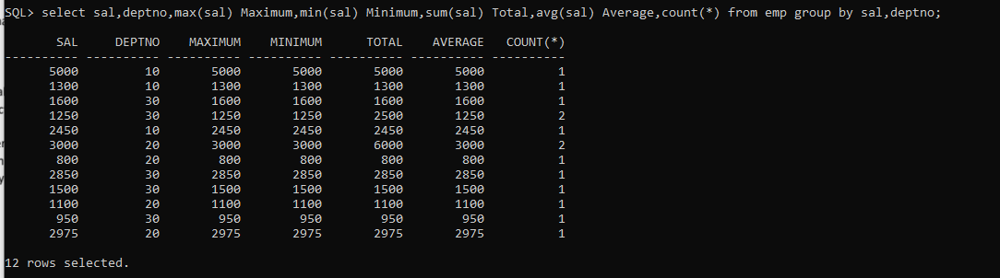 SQL> select sal,deptno,max(sal) Maximum,min(sal) Minimum,sum(sal) Total,avg(sal) Average,count(*) from emp group by sal,deptno;
SAL DEPTNO MAXIMUM MINIMUM TOTAL AVERAGE COUNT(*)
---------- ---------- ---------- ---------- ---------- ---------- ----------
5000 10 5000 5000 5000 5000 1
1300 10 1300 1300 1300 1300 1
1600 30 1600 1600 1600 1600 1
1250 30 1250 1250 2500 1250 2
2450 10 2450 2450 2450 2450 1
3000 20 3000 3000 6000 3000 2
800 20 800 800 800 800 1
2850 30 2850 2850 2850 2850 1
1500 30 1500 1500 1500 1500 1
1100 20 1100 1100 1100 1100 1
950 30 950 950 950 950 1
2975 20 2975 2975 2975 2975 1
12 rows selected.